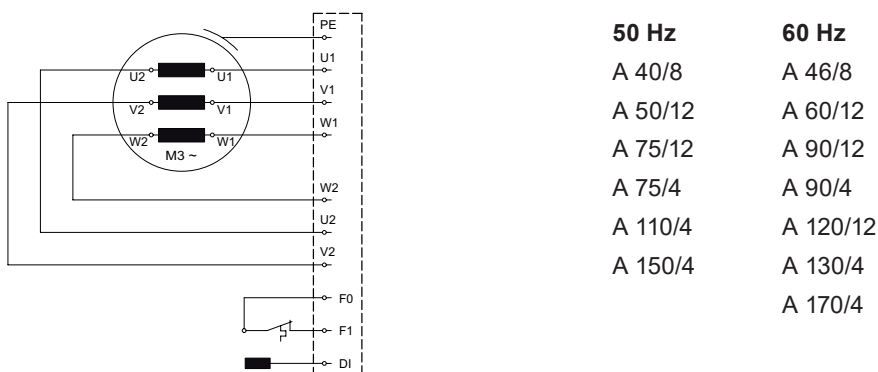 PE
U1
V1
W1
U2 U1
V2 V1
W2 W1
M3 ~
W2
U2
V2
F0
F1
DI
50 Hz 60 Hz
A 40/8 A 46/8
A 50/12 A 60/12
A 75/12 A 90/12
A 75/4 A 90/4
A 110/4 A 120/12
A 150/4 A 130/4
A 170/4